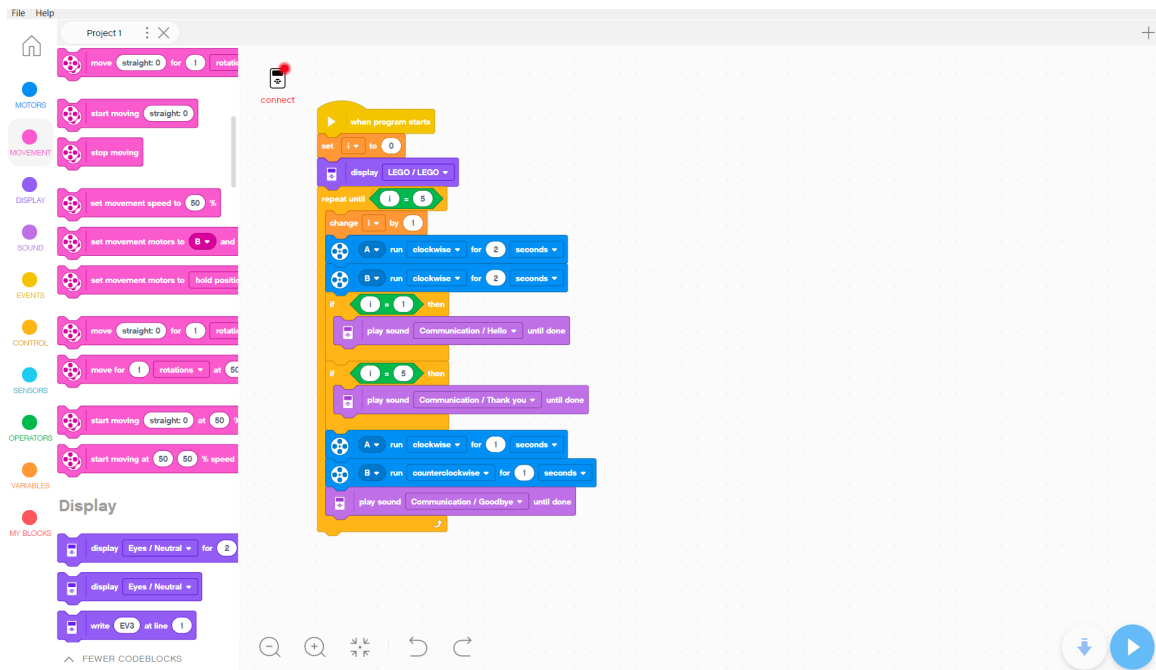 File Help
Project 1
MOTORS
MOVEMENT
DISPLAY
SOUND
EVENTS
CONTROL
SENSORS
OPERATORS
VARIABLES
MY BLOCKS
move straight: 0 for 1 rotatic
start moving straight: 0
stop moving
set movement speed to 50 %
set movement motors to B and
set movement motors to hold positic
move straight: 0 for 1 rotatic
move for 1 rotations at 50
start moving straight: 0 at 50 %
start moving at 50 50 % speed
Display
display Eyes / Neutral for 2
display Eyes / Neutral
write EV3 at line 1
FEWER CODEBLOCKS
connect
when program starts
set i to 0
display LEGO / LEGO
repeat until i = 5
change i by 1
A run clockwise for 2 seconds
B run clockwise for 2 seconds
if i = 1 then
play sound Communication / Hello until done
if i = 5 then
play sound Communication / Thank you until done
A run clockwise for 1 seconds
B run counterclockwise for 1 seconds
play sound Communication / Goodbye until done